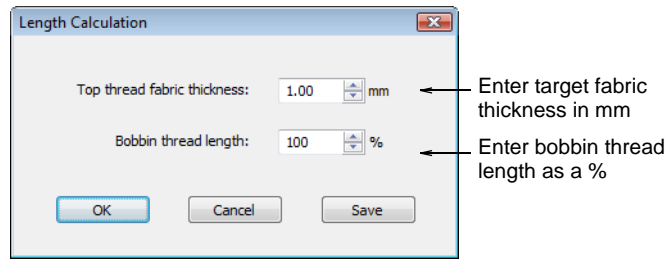 Length Calculation
Top thread fabric thickness: 1.00 mm
Enter target fabric
thickness in mm
Bobbin thread length: 100 %
Enter bobbin thread
length as a %
OK Cancel Save